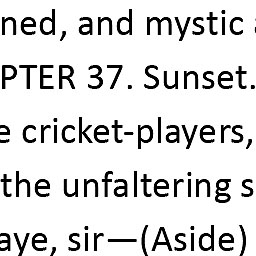 ned, and mystic
PTER 37. Sunset.
e cricket-players,
the unfaltering s
aye, sir—(Aside)